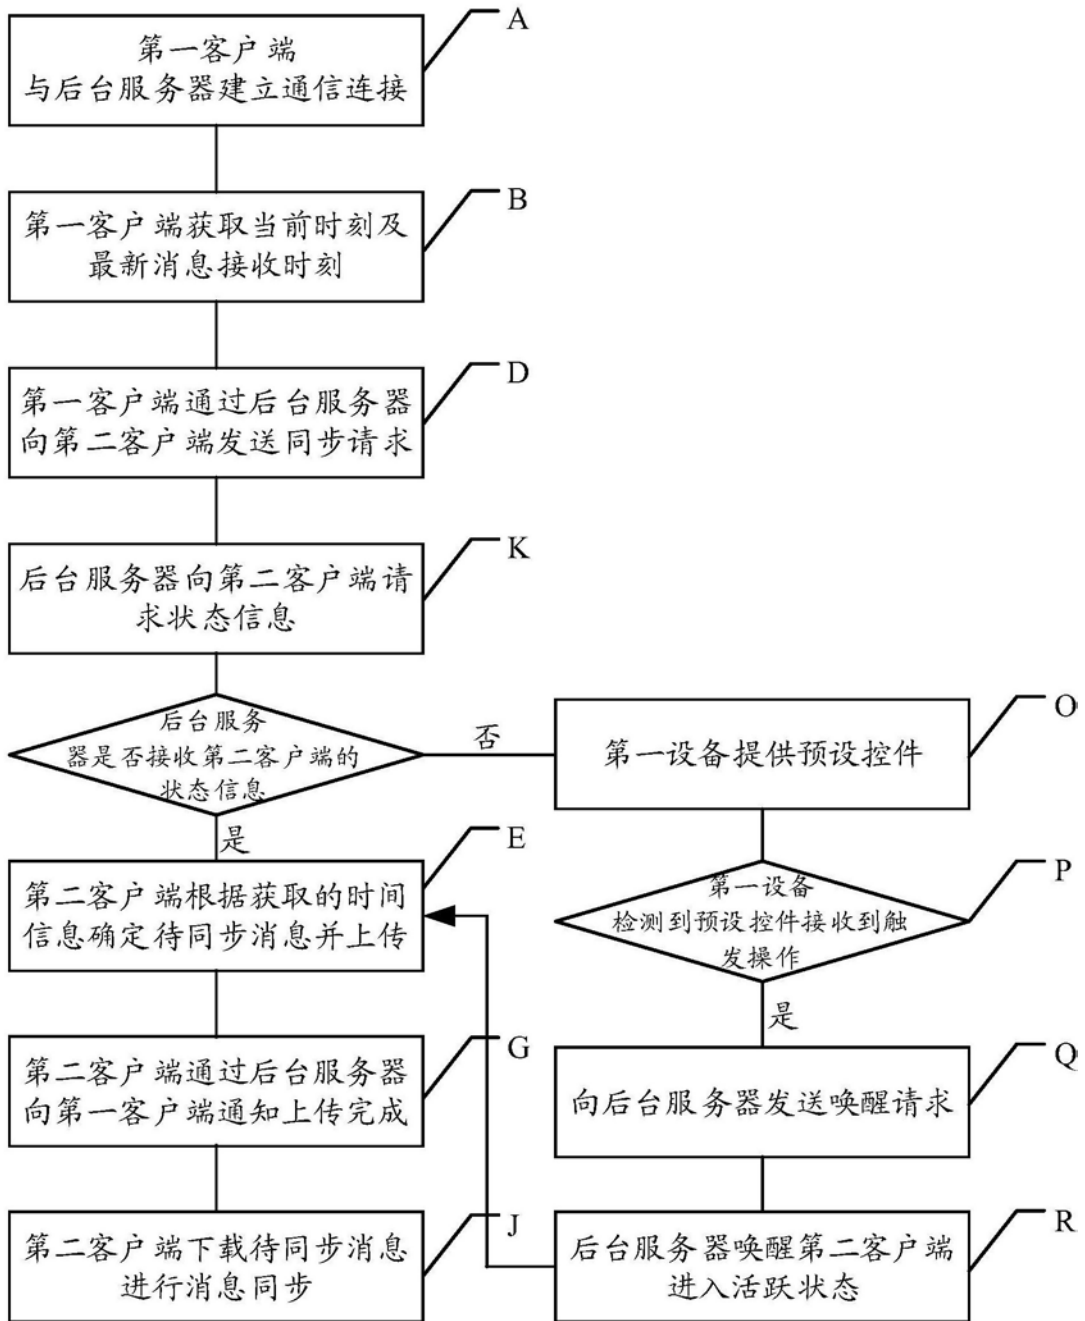 A
第一客户端
与后台服务器建立通信连接
B
第一客户端获取当前时刻及
最新消息接收时刻
D
第一客户端通过后台服务器
向第二客户端发送同步请求
K
后台服务器向第二客户端请
求状态信息
后台服务
器是否接收第二客户端的
状态信息
否
O
第一设备提供预设控件
是
E
第二客户端根据获取的时间
信息确定待同步消息并上传
P
第一设备
检测到预设控件接收到触
发操作
是
G
第二客户端通过后台服务器
向第一客户端通知上传完成
Q
向后台服务器发送唤醒请求
J
第二客户端下载待同步消息
进行消息同步
R
后台服务器唤醒第二客户端
进入活跃状态